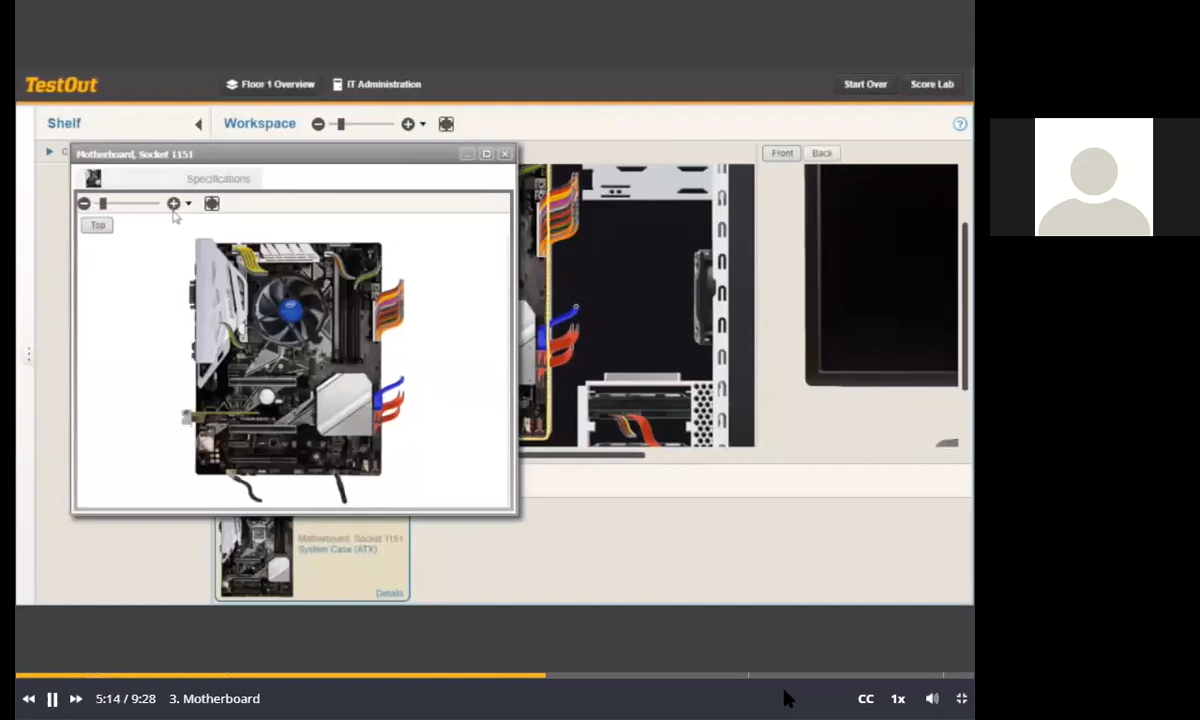 TestOut
Floor 1 Overview
IT Administration
Start Over
Score Lab
Shelf
Workspace
Motherboard, Socket 1151
Specifications
Top
Front
Back
Motherboard, Socket 1151
System Case (ATX)
Details
5:14 / 9:28
3. Motherboard
CC
1x